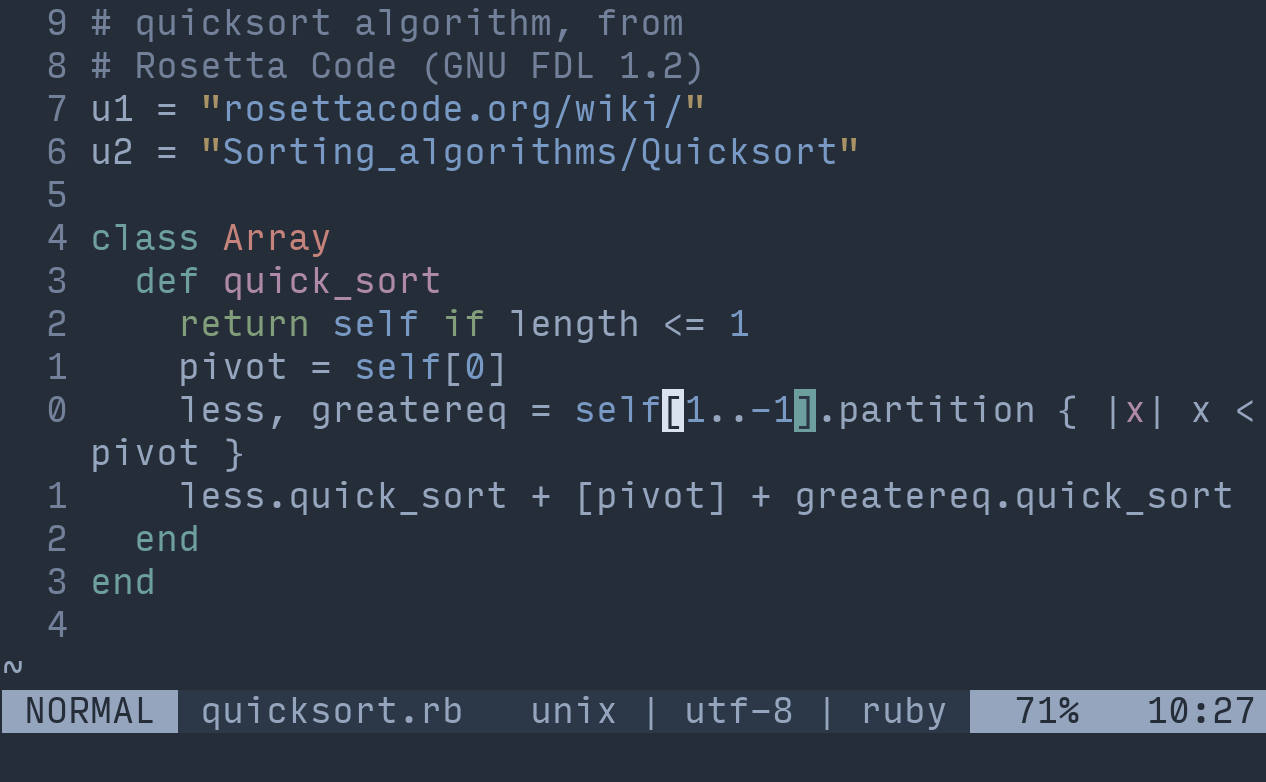 9 # quicksort algorithm, from
8 # Rosetta Code (GNU FDL 1.2)
7 u1 = "rosettacode.org/wiki/"
6 u2 = "Sorting_algorithms/Quicksort"
5
4 class Array
3   def quick_sort
2     return self if length <= 1
1     pivot = self[0]
0     less, greatereq = self[1..-1].partition { |x| x <
pivot }
1     less.quick_sort + [pivot] + greatereq.quick_sort
2   end
3 end
4
~
NORMAL quicksort.rb unix | utf-8 | ruby 71% 10:27